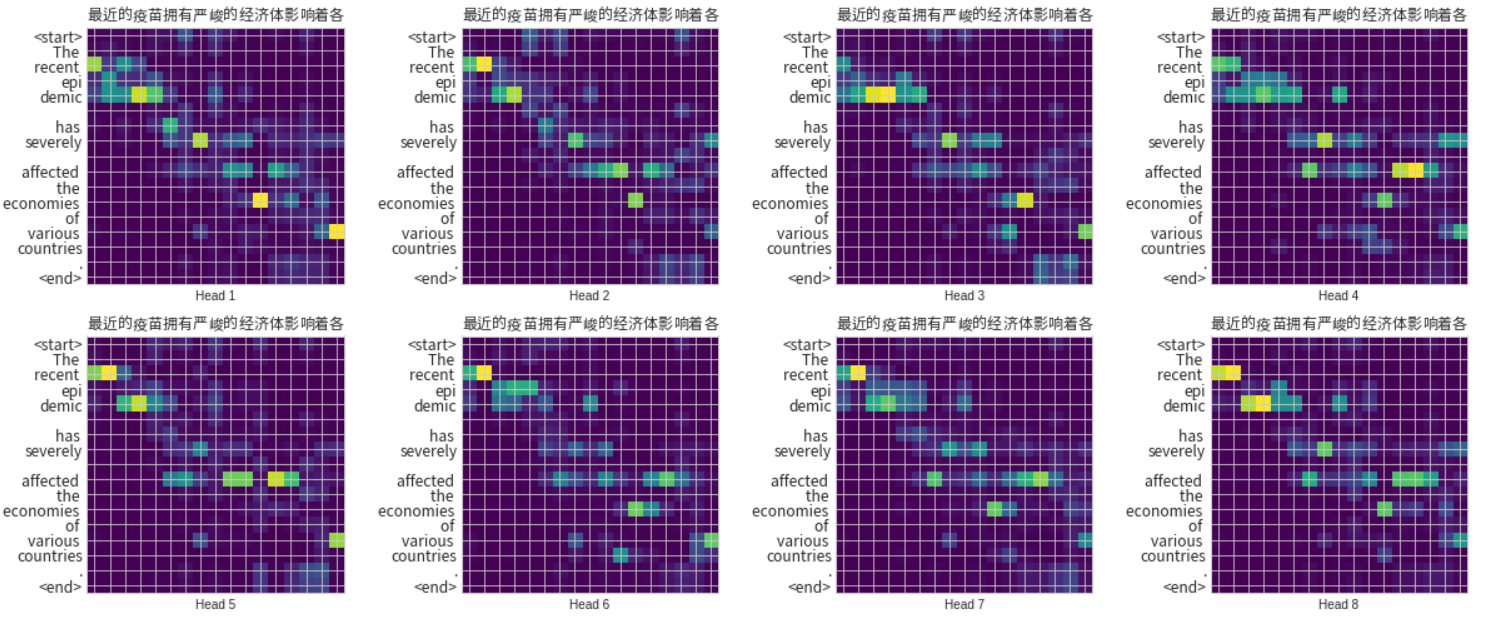 最近的疫苗拥有严峻的经济体影响着各
最近的疫苗拥有严峻的经济体影响着各
最近的疫苗拥有严峻的经济体影响着各
最近的疫苗拥有严峻的经济体影响着各
<start>
The
recent
epi
demic
has
severely
affected
the
economies
of
various
countries
.
<end>
<start>
The
recent
epi
demic
has
severely
affected
the
economies
of
various
countries
.
<end>
<start>
The
recent
epi
demic
has
severely
affected
the
economies
of
various
countries
.
<end>
<start>
The
recent
epi
demic
has
severely
affected
the
economies
of
various
countries
.
<end>
Head 1
Head 2
Head 3
Head 4
最近的疫苗拥有严峻的经济体影响着各
最近的疫苗拥有严峻的经济体影响着各
最近的疫苗拥有严峻的经济体影响着各
最近的疫苗拥有严峻的经济体影响着各
<start>
The
recent
epi
demic
has
severely
affected
the
economies
of
various
countries
.
<end>
<start>
The
recent
epi
demic
has
severely
affected
the
economies
of
various
countries
.
<end>
<start>
The
recent
epi
demic
has
severely
affected
the
economies
of
various
countries
.
<end>
<start>
The
recent
epi
demic
has
severely
affected
the
economies
of
various
countries
.
<end>
Head 5
Head 6
Head 7
Head 8